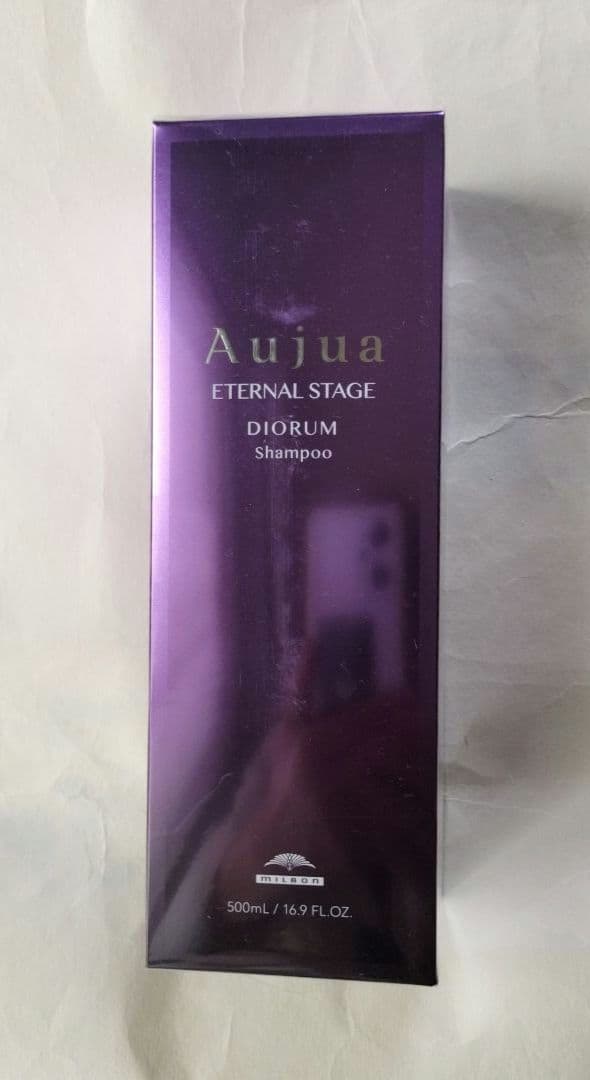 Aujua
ETERNAL STAGE
DIORUM
Shampoo
MILBON
500mL / 16.9 FL.OZ.